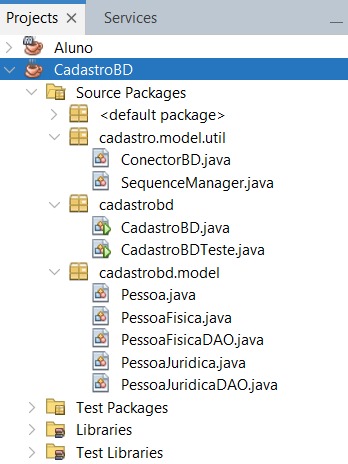 Projects × Services
Aluno
CadastroBD
Source Packages
<default package>
cadastro.model.util
ConectorBD.java
SequenceManager.java
cadastrobd
CadastroBD.java
CadastroBDTeste.java
cadastrobd.model
Pessoa.java
PessoaFisica.java
PessoaFisicaDAO.java
PessoaJuridica.java
PessoaJuridicaDAO.java
Test Packages
Libraries
Test Libraries